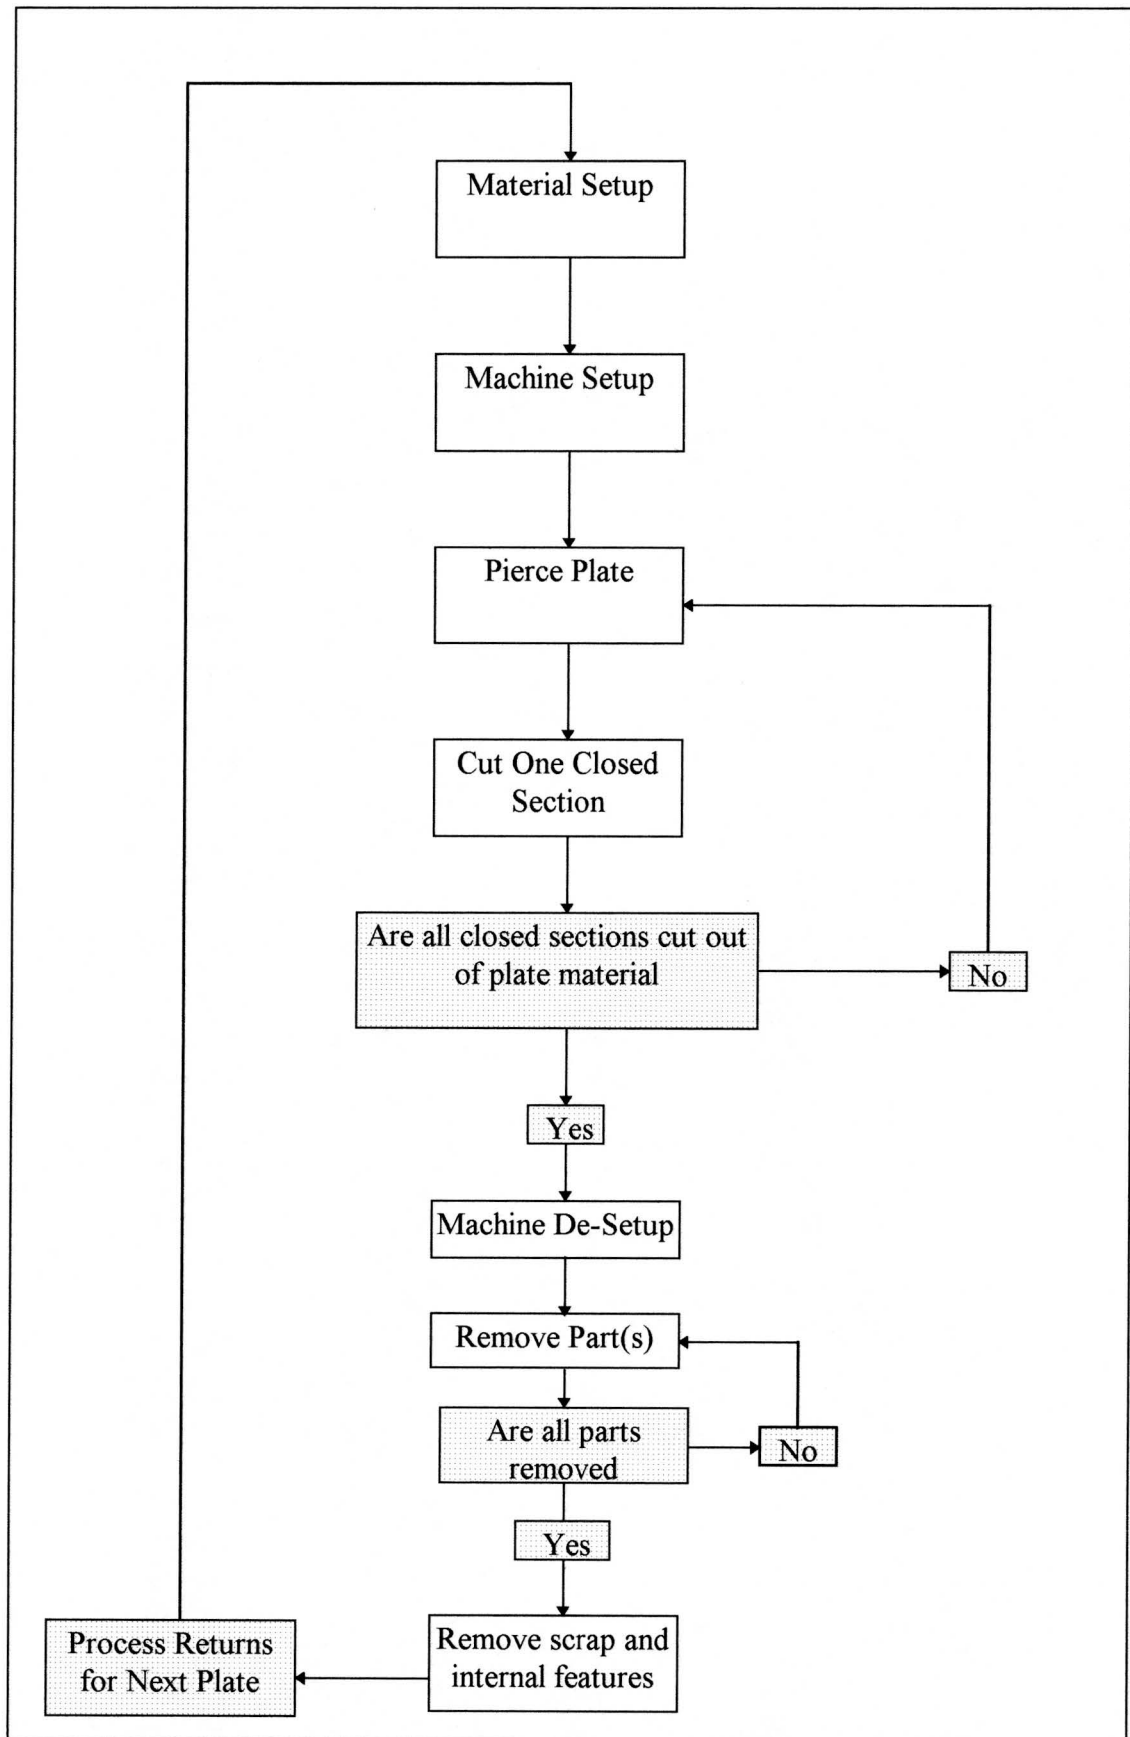 Material Setup
Machine Setup
Pierce Plate
Cut One Closed
Section
Are all closed sections cut out
of plate material
No
Yes
Machine De-Setup
Remove Part(s)
Are all parts
removed
No
Yes
Remove scrap and
internal features
Process Returns
for Next Plate